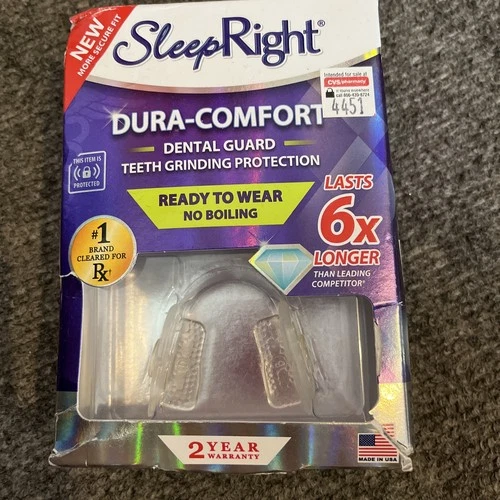 NEW
MORE SECURE FIT
SleepRight®
Intended for sale at
CVS/pharmacy
4451
DURA-COMFORT
DENTAL GUARD
TEETH GRINDING PROTECTION
THIS ITEM IS
PROTECTED
READY TO WEAR
NO BOILING
LASTS
6x
LONGER
THAN LEADING
COMPETITOR
#1
BRAND
CLEARED FOR
Rx
2 YEAR
WARRANTY
MADE IN USA